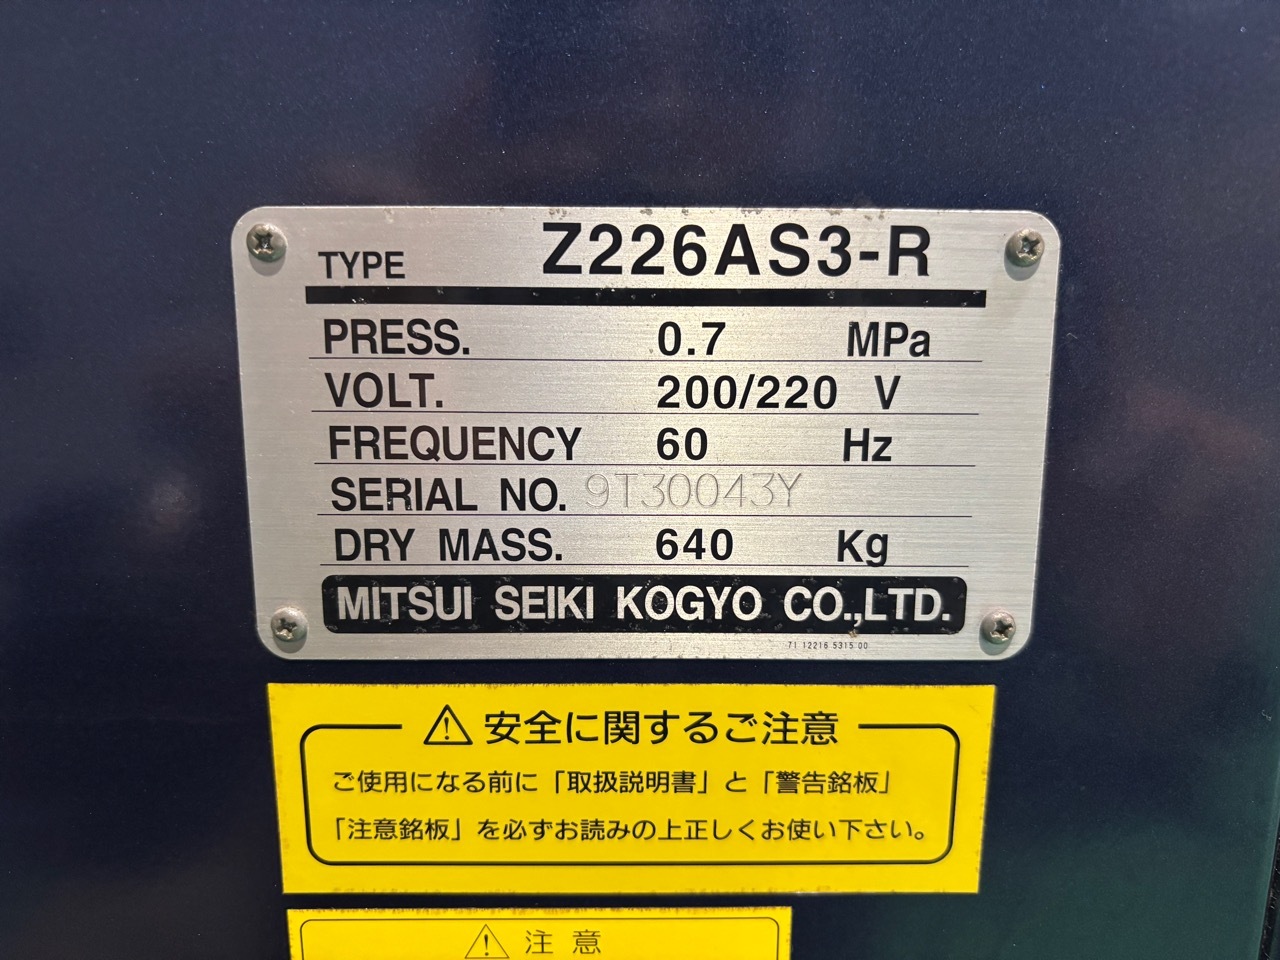 TYPE Z226AS3-R
PRESS. 0.7 MPa
VOLT. 200/220 V
FREQUENCY 60 Hz
SERIAL NO. 9T30043Y
DRY MASS. 640 Kg
MITSUI SEIKI KOGYO CO.,LTD.
71 12216 5315 00
⚠安全に関するご注意
ご使用になる前に「取扱説明書」と「警告銘板」
「注意銘板」を必ずお読みの上正しくお使い下さい。
⚠ 注意